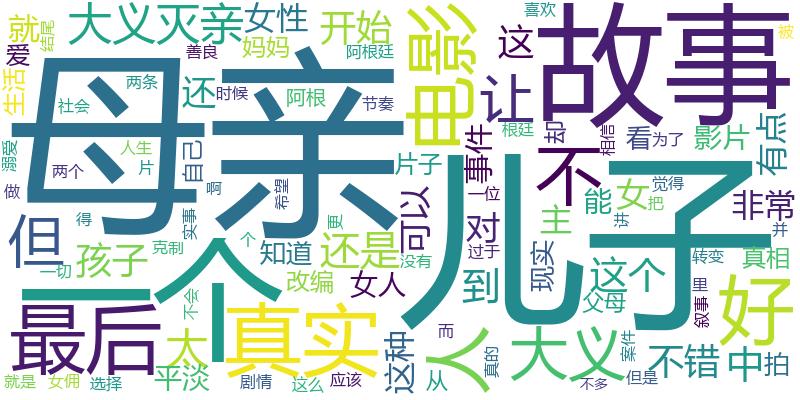 就
大义灭亲
女性
开始
电影
这
喜欢
故事
被
爱
结尾
善良
妈妈
阿根廷
让
生活
社会
两条
还
时候
阿根
节奏
母亲
儿子
不
事件
却
相信
看
为了
影片
有点
溺爱
人生
片
自己
根廷
片子
做
两个
啊
希望
可以
一位
对
能
女
把
觉得
非常
但
得
实事
孩子
克制
个
知道
还是
更
没有
过于
到
主
讲
并
现实
这个
转变
真相
一切
一个
改编
女人
父母
里
叙事
好
不会
最后
太
真实
这种
而
人
真的
大义
案件
不错
中
拍
平淡
就是
女佣
选择
剧情
这么
应该
从
不多
但是